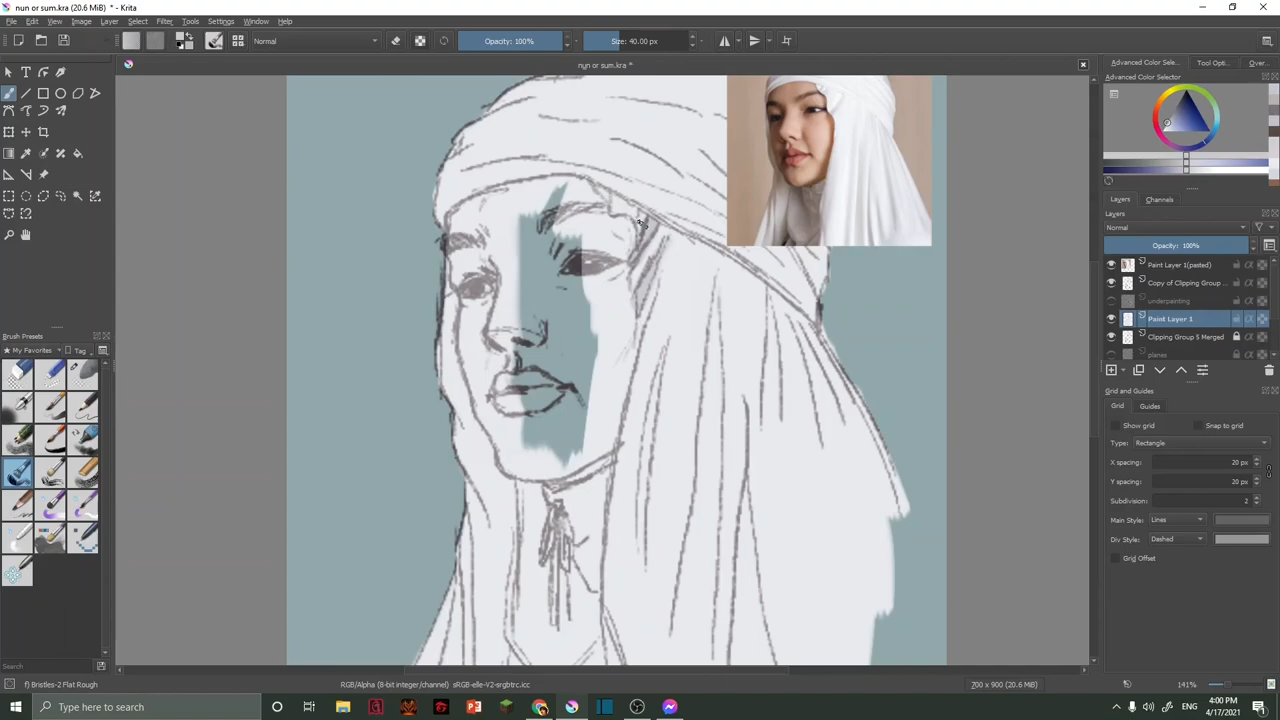 nun or sum.kra (20.6 MiB) * - Krita
File Edit View Image Layer Select Filter Tools Settings Window Help
Normal Opacity: 100% Size: 40.00 px
nyn or sum.kra *
Advanced Color Selec... Tool Opti... Over...
Advanced Color Selector
Layers Channels
Layers
Normal
Opacity: 100%
Paint Layer 1(pasted)
Copy of Clipping Group ...
underpainting
Paint Layer 1
Clipping Group 5 Merged
planes
Grid and Guides
Grid Guides
Show grid Snap to grid
Type: Rectangle
X spacing: 20 px
Y spacing: 20 px
Subdivision: 2
Main Style: Lines
Div Style: Dashed
Grid Offset
Brush Presets
My Favorites Tag
Search
f) Bristles-2 Flat Rough
RGB/Alpha (8-bit integer/channel) sRGB-elle-V2-srgbtrc.icc
700 x 900 (20.6 MiB)
141%
Type here to search
4:00 PM
4/17/2021